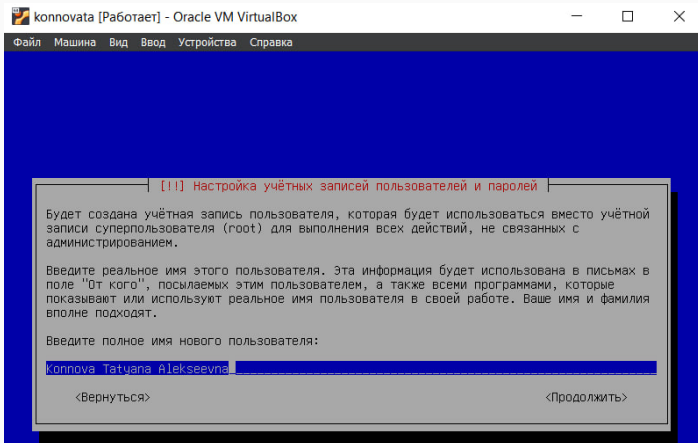 konnovata [Работает] - Oracle VM VirtualBox
Файл Машина Вид Ввод Устройства Справка
[!!] Настройка учётных записей пользователей и паролей
Будет создана учётная запись пользователя, которая будет использоваться вместо учётной
записи суперпользователя (root) для выполнения всех действий, не связанных с
администрированием.
Введите реальное имя этого пользователя. Эта информация будет использована в письмах в
поле "От кого", посылаемых этим пользователем, а также всеми программами, которые
показывают или используют реальное имя пользователя в своей работе. Ваше имя и фамилия
вполне подходят.
Введите полное имя нового пользователя:
Konnova Tatyana Alekseevna
<Вернуться> <Продолжить>